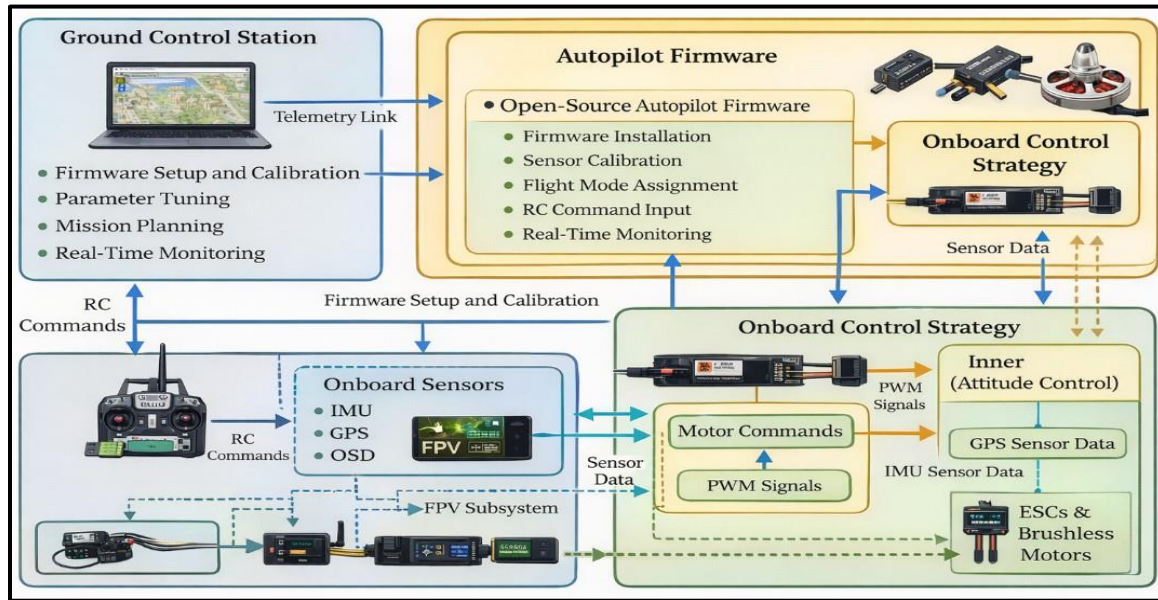 Ground Control Station
Telemetry Link
• Firmware Setup and Calibration
• Parameter Tuning
• Mission Planning
• Real-Time Monitoring
Autopilot Firmware
• Open-Source Autopilot Firmware
• Firmware Installation
• Sensor Calibration
• Flight Mode Assignment
• RC Command Input
• Real-Time Monitoring
Onboard Control
Strategy
Sensor Data
RC
Commands
Firmware Setup and Calibration
Onboard Sensors
• IMU
• GPS
• OSD
FPV
RC
Commands
Sensor
Data
FPV Subsystem
Onboard Control Strategy
PWM
Signals
Motor Commands
PWM Signals
Inner
(Attitude Control)
GPS Sensor Data
IMU Sensor Data
ESCs &
Brushless
Motors